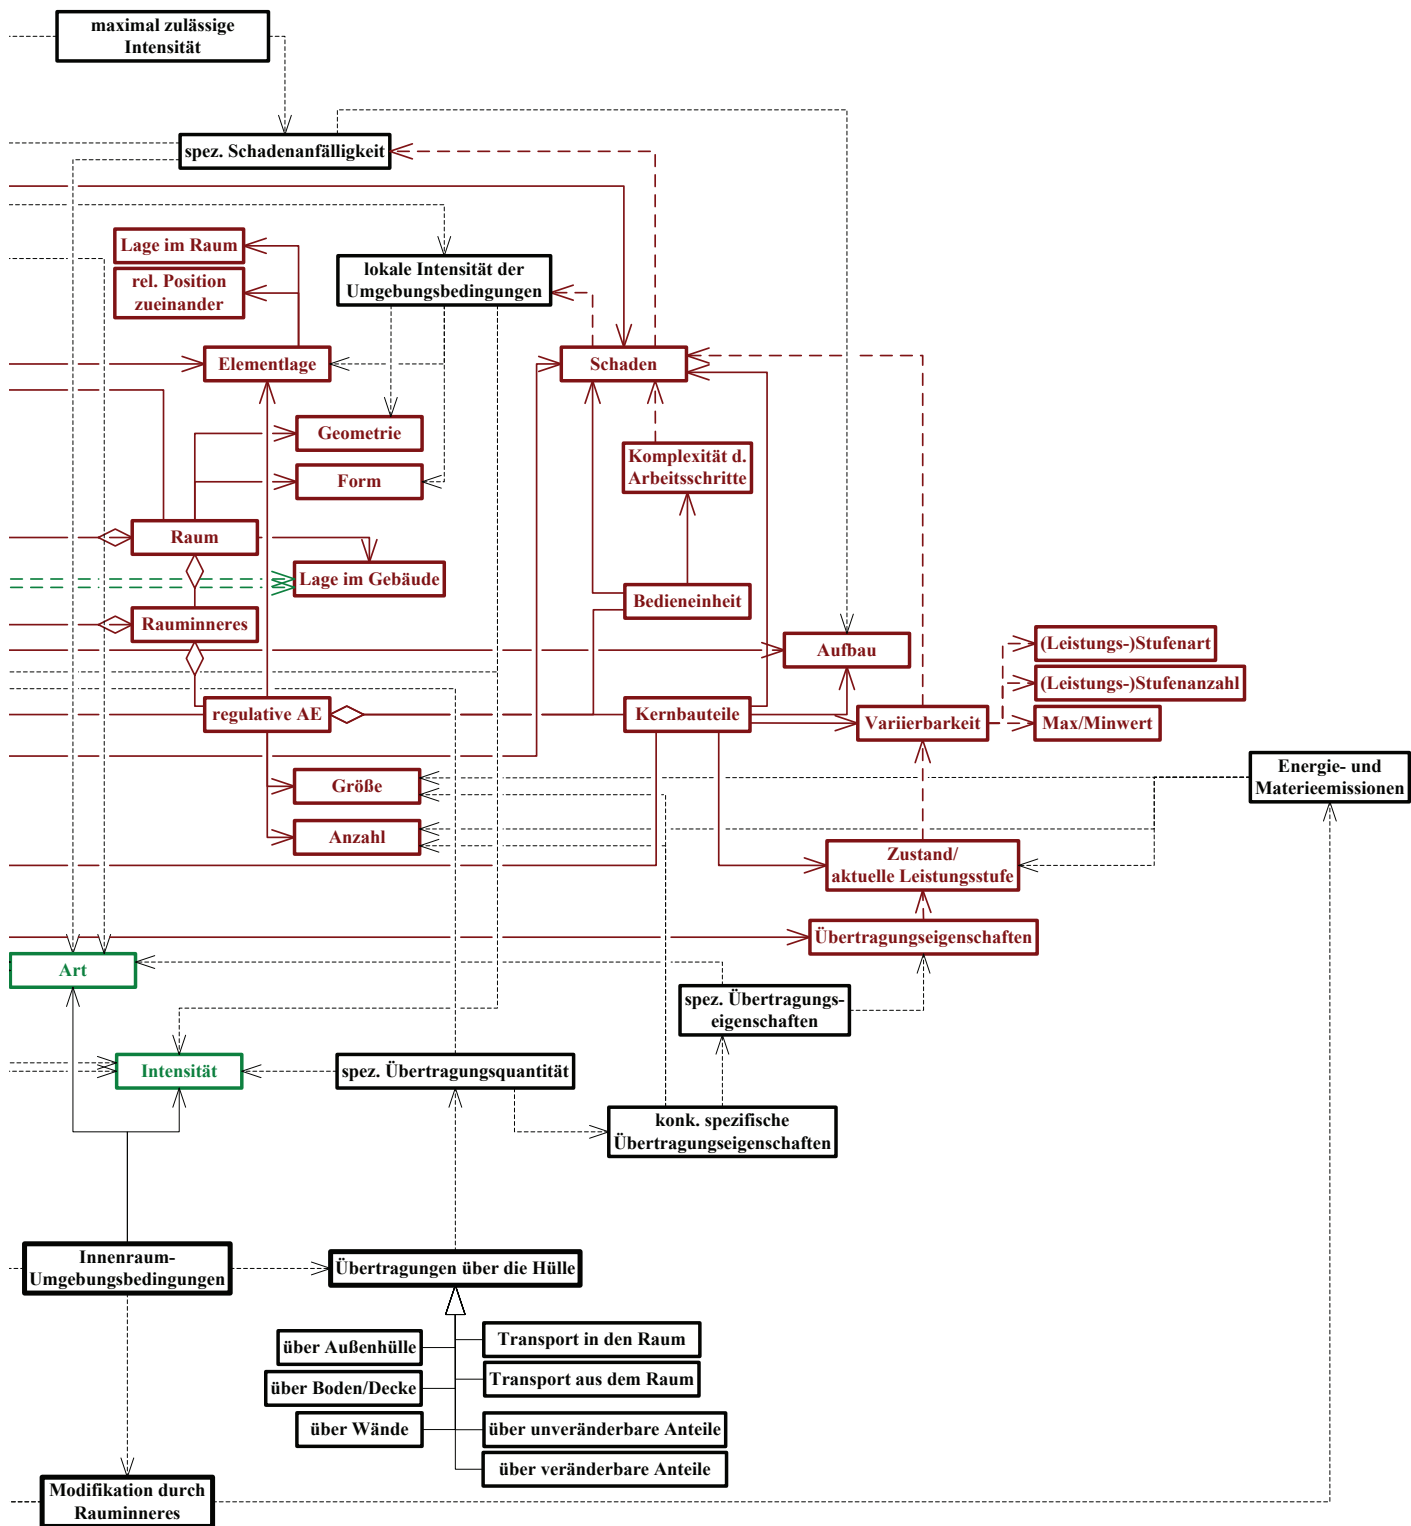 maximal zulässige
Intensität
spez. Schadenanfälligkeit
Lage im Raum
rel. Position
zueinander
lokale Intensität der
Umgebungsbedingungen
Elementlage
Schaden
Geometrie
Komplexität d.
Arbeitsschritte
Form
Raum
Lage im Gebäude
Bedieneinheit
Rauminneres
Aufbau
(Leistungs-)Stufenart
(Leistungs-)Stufenanzahl
regulative AE
Kernbauteile
Variierbarkeit
Max/Minwert
Energie- und
Materieemissionen
Größe
Anzahl
Zustand/
aktuelle Leistungsstufe
Übertragungseigenschaften
Art
spez. Übertragungs-
eigenschaften
Intensität
spez. Übertragungsquantität
konk. spezifische
Übertragungseigenschaften
Innenraum-
Umgebungsbedingungen
Übertragungen über die Hülle
über Außenhülle
Transport in den Raum
über Boden/Decke
Transport aus dem Raum
über Wände
über unveränderbare Anteile
über veränderbare Anteile
Modifikation durch
Rauminneres